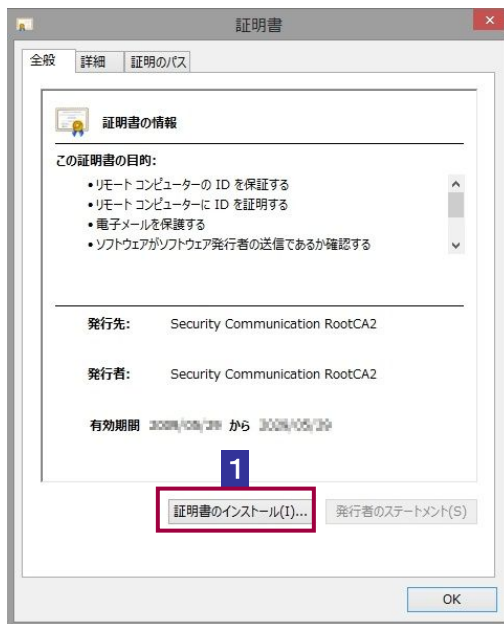 証明書
全般 詳細 証明のパス
証明書の情報
この証明書の目的:
• リモート コンピューターの ID を保証する
• リモート コンピューターに ID を証明する
• 電子メールを保護する
• ソフトウェアがソフトウェア発行者の送信であるか確認する
発行先: Security Communication RootCA2
発行者: Security Communication RootCA2
有効期間 から
1
証明書のインストール(I)... 発行者のステートメント(S)
OK